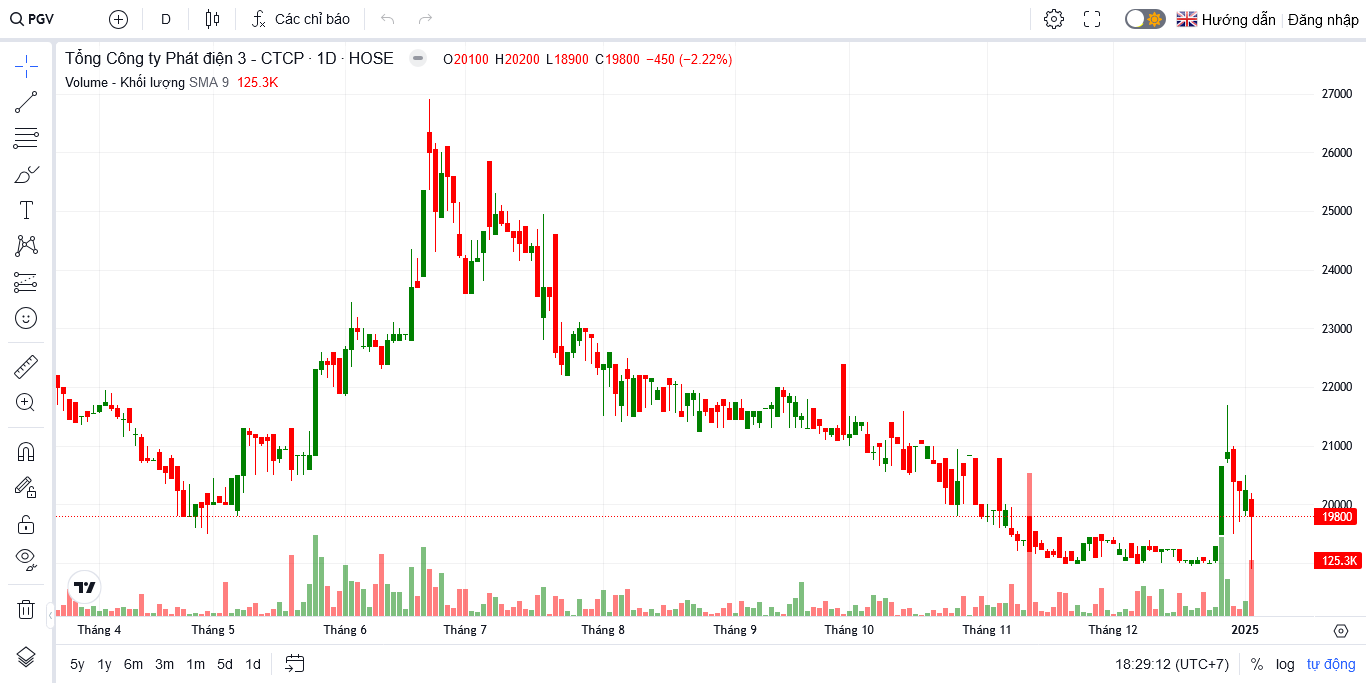 PGV D Các chỉ báo Hướng dẫn Đăng nhập
Tổng Công ty Phát điện 3 - CTCP · 1D · HOSE O20100 H20200 L18900 C19800 −450 (−2.22%)
Volume - Khối lượng SMA 9 125.3K
27000
26000
25000
24000
23000
22000
21000
20000
19800
125.3K
Tháng 4 Tháng 5 Tháng 6 Tháng 7 Tháng 8 Tháng 9 Tháng 10 Tháng 11 Tháng 12 2025
5y 1y 6m 3m 1m 5d 1d 18:29:12 (UTC+7) % log tự động